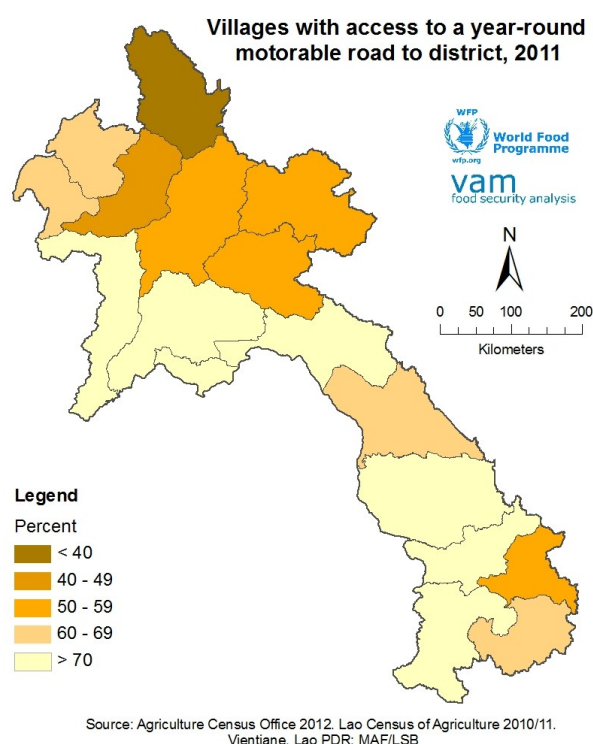 Villages with access to a year-round
motorable road to district, 2011
WFP
wfp.org
World Food
Programme
vam
food security analysis
N
0 50 100 200
Kilometers
Legend
Percent
< 40
40 - 49
50 - 59
60 - 69
> 70
Source: Agriculture Census Office 2012. Lao Census of Agriculture 2010/11.
Vientiane, Lao PDR: MAF/LSB